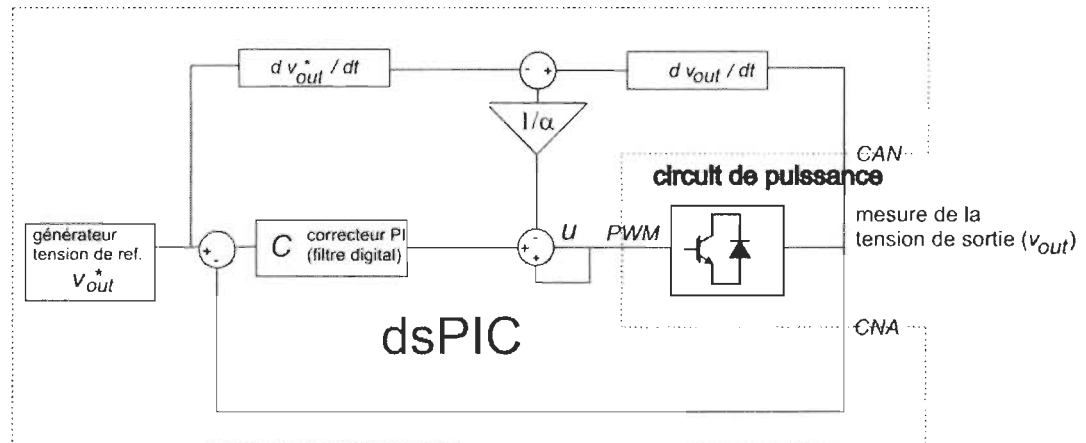 d v*out / dt
- +
d vout / dt
1/α
CAN
circuit de puissance
générateur
tension de ref.
v*out
+ -
C
correcteur PI
(filtre digital)
- +
u
PWM
mesure de la
tension de sortie (vout)
CNA
dsPIC